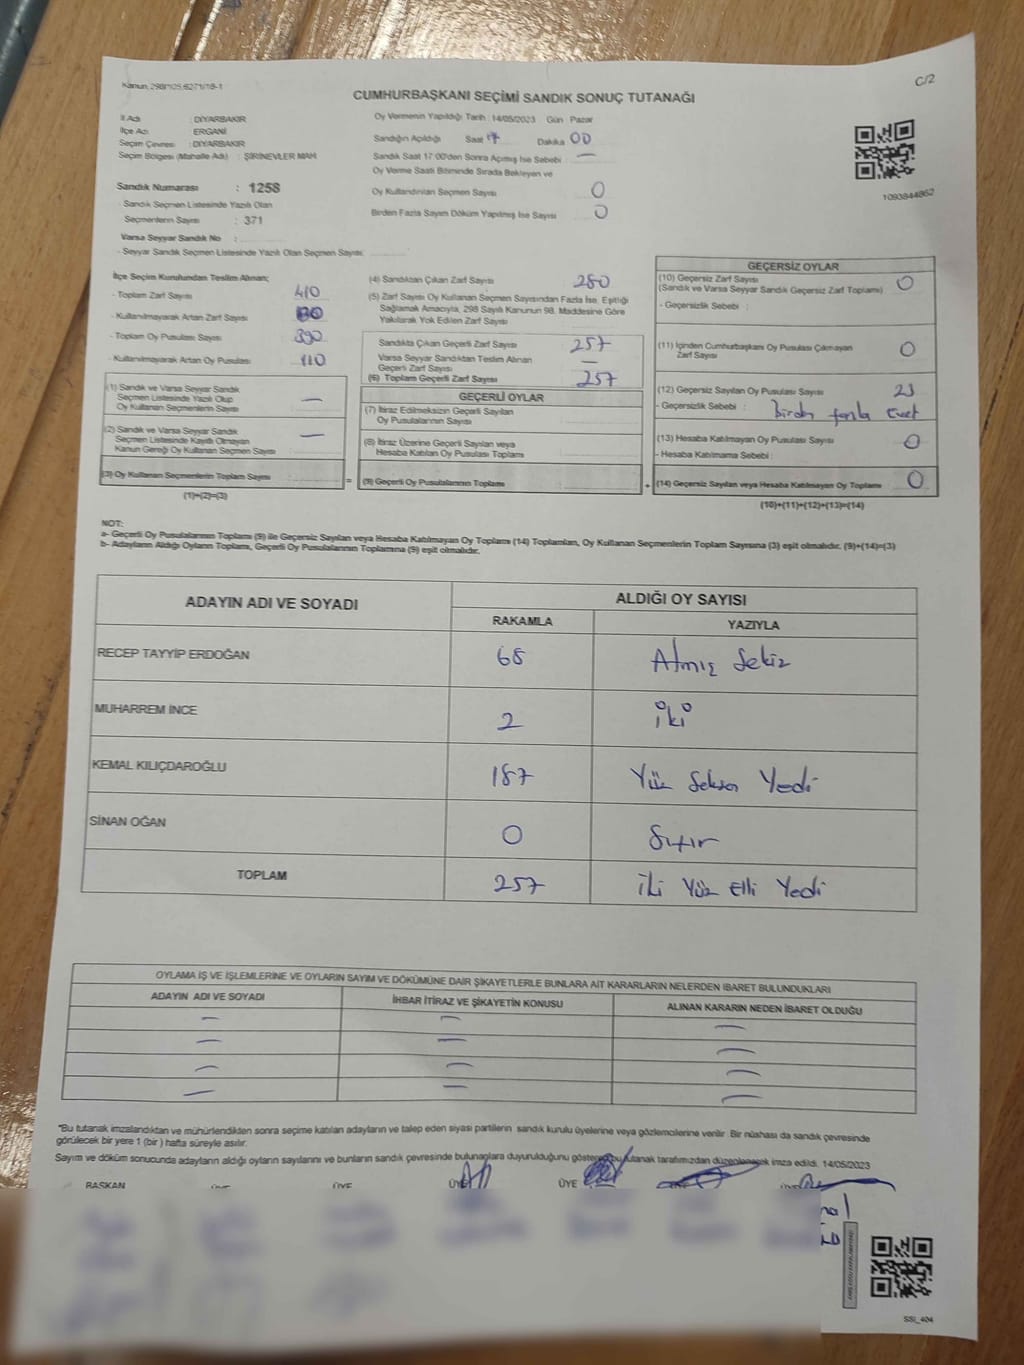 Kanun, 298/105,6271/18-1
C/2
CUMHURBAŞKANI SEÇİMİ SANDIK SONUÇ TUTANAĞI
İl Adı : DİYARBAKIR
İlçe Adı : ERGANİ
Seçim Çevresi : DİYARBAKIR
Seçim Bölgesi (Mahalle Adı) : ŞİRİNEVLER MAH
Sandık Numarası : 1258
- Sandık Seçmen Listesinde Yazılı Olan
Seçmenlerin Sayısı : 371
Varsa Seyyar Sandık No :
- Seyyar Sandık Seçmen Listesinde Yazılı Olan Seçmen Sayısı:
Oy Vermenin Yapıldığı Tarih : 14/05/2023 Gün Pazar
Sandığın Açıldığı Saat 17 Dakika 00
Sandık Saat 17:00'den Sonra Açılmış İse Sebebi : —
Oy Verme Saati Bitiminde Sırada Bekleyen ve
Oy Kullandırılan Seçmen Sayısı 0
Birden Fazla Sayım Döküm Yapılmış İse Sayısı 0
1093844862
İlçe Seçim Kurulundan Teslim Alınan;
- Toplam Zarf Sayısı 410
- Kullanılmayarak Artan Zarf Sayısı
- Toplam Oy Pusulası Sayısı 390
- Kullanılmayarak Artan Oy Pusulası 110
(1) Sandık ve Varsa Seyyar Sandık
Seçmen Listesinde Yazılı Olup
Oy Kullanan Seçmenlerin Sayısı —
(2) Sandık ve Varsa Seyyar Sandık
Seçmen Listesinde Kayıtlı Olmayan
Kanun Gereği Oy Kullanan Seçmen Sayısı —
(3) Oy Kullanan Seçmenlerin Toplam Sayısı =
(1)+(2)=(3)
(4) Sandıktan Çıkan Zarf Sayısı 280
(5) Zarf Sayısı Oy Kullanan Seçmen Sayısından Fazla İse, Eşitliği
Sağlamak Amacıyla, 298 Sayılı Kanunun 98. Maddesine Göre
Yakılarak Yok Edilen Zarf Sayısı
Sandıkta Çıkan Geçerli Zarf Sayısı 257
Varsa Seyyar Sandıktan Teslim Alınan
Geçerli Zarf Sayısı —
(6) Toplam Geçerli Zarf Sayısı 257
GEÇERLİ OYLAR
(7) İtiraz Edilmeksizin Geçerli Sayılan
Oy Pusulalarının Sayısı
(8) İtiraz Üzerine Geçerli Sayılan veya
Hesaba Katılan Oy Pusulası Toplamı
(9) Geçerli Oy Pusulalarının Toplamı +
GEÇERSİZ OYLAR
(10) Geçersiz Zarf Sayısı 0
(Sandık ve Varsa Seyyar Sandık Geçersiz Zarf Toplamı)
- Geçersizlik Sebebi :
(11) İçinden Cumhurbaşkanı Oy Pusulası Çıkmayan
Zarf Sayısı 0
(12) Geçersiz Sayılan Oy Pusulası Sayısı 23
- Geçersizlik Sebebi : birden fazla Evet
(13) Hesaba Katılmayan Oy Pusulası Sayısı 0
- Hesaba Katılmama Sebebi :
(14) Geçersiz Sayılan veya Hesaba Katılmayan Oy Toplamı 0
(10)+(11)+(12)+(13)=(14)
NOT:
a- Geçerli Oy Pusulalarının Toplamı (9) ile Geçersiz Sayılan veya Hesaba Katılmayan Oy Toplamı (14) Toplamları, Oy Kullanan Seçmenlerin Toplam Sayısına (3) eşit olmalıdır. (9)+(14)=(3)
b- Adayların Aldığı Oyların Toplamı, Geçerli Oy Pusulalarının Toplamına (9) eşit olmalıdır.
ADAYIN ADI VE SOYADI
ALDIĞI OY SAYISI
RAKAMLA YAZIYLA
RECEP TAYYİP ERDOĞAN 68 Atmış Sekiz
MUHARREM İNCE 2 İki
KEMAL KILIÇDAROĞLU 187 Yüz Seksen Yedi
SİNAN OĞAN 0 Sıfır
TOPLAM 257 İki Yüz Elli Yedi
OYLAMA İŞ VE İŞLEMLERİNE VE OYLARIN SAYIM VE DÖKÜMÜNE DAİR ŞİKAYETLERLE BUNLARA AİT KARARLARIN NELERDEN İBARET BULUNDUKLARI
ADAYIN ADI VE SOYADI İHBAR İTİRAZ VE ŞİKAYETİN KONUSU ALINAN KARARIN NEDEN İBARET OLDUĞU
— — —
— — —
— — —
— — —
"Bu tutanak imzalandıktan ve mühürlendikten sonra seçime katılan adayların ve talep eden siyasi partilerin sandık kurulu üyelerine veya gözlemcilerine verilir. Bir nüshası da sandık çevresinde
görülecek bir yere 1 (bir ) hafta süreyle asılır.
Sayım ve döküm sonucunda adayların aldığı oyların sayılarını ve bunların sandık çevresinde bulunanlara duyurulduğunu gösteren bu tutanak tarafımızdan düzenlenerek imza edildi. 14/05/2023
BAŞKAN ÜYE ÜYE ÜYE ÜYE
SSI_404